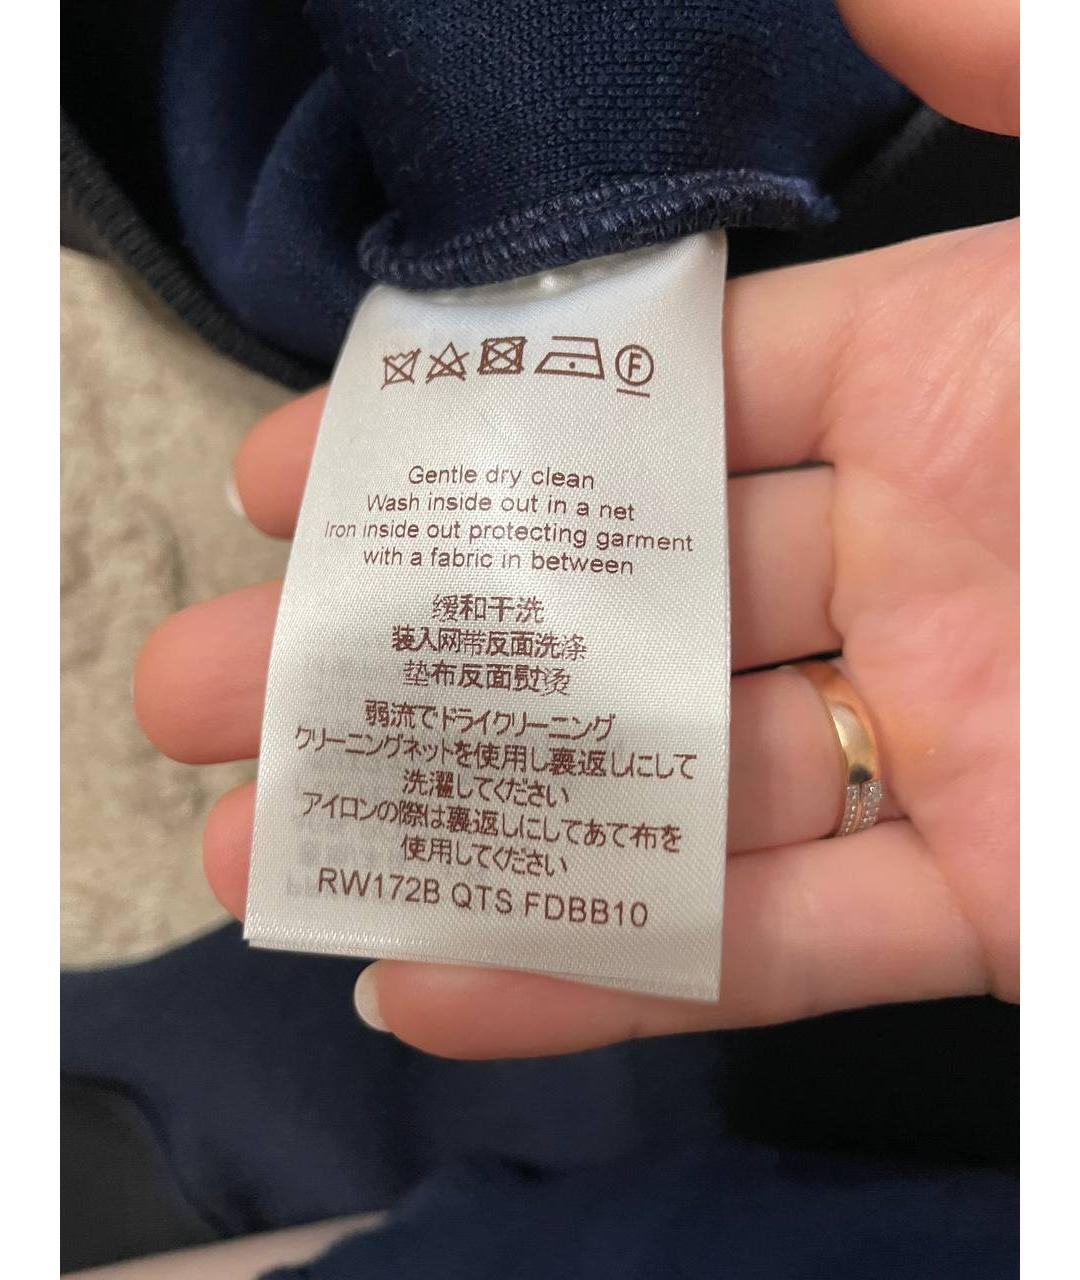 F
Gentle dry clean
Wash inside out in a net
Iron inside out protecting garment
with a fabric in between
缓和干洗
装入网带反面洗涤
垫布反面熨烫
弱流でドライクリーニング
クリーニングネットを使用し裏返しにして
洗濯してください
アイロンの際は裏返しにしてあて布を
使用してください
RW172B QTS FDBB10